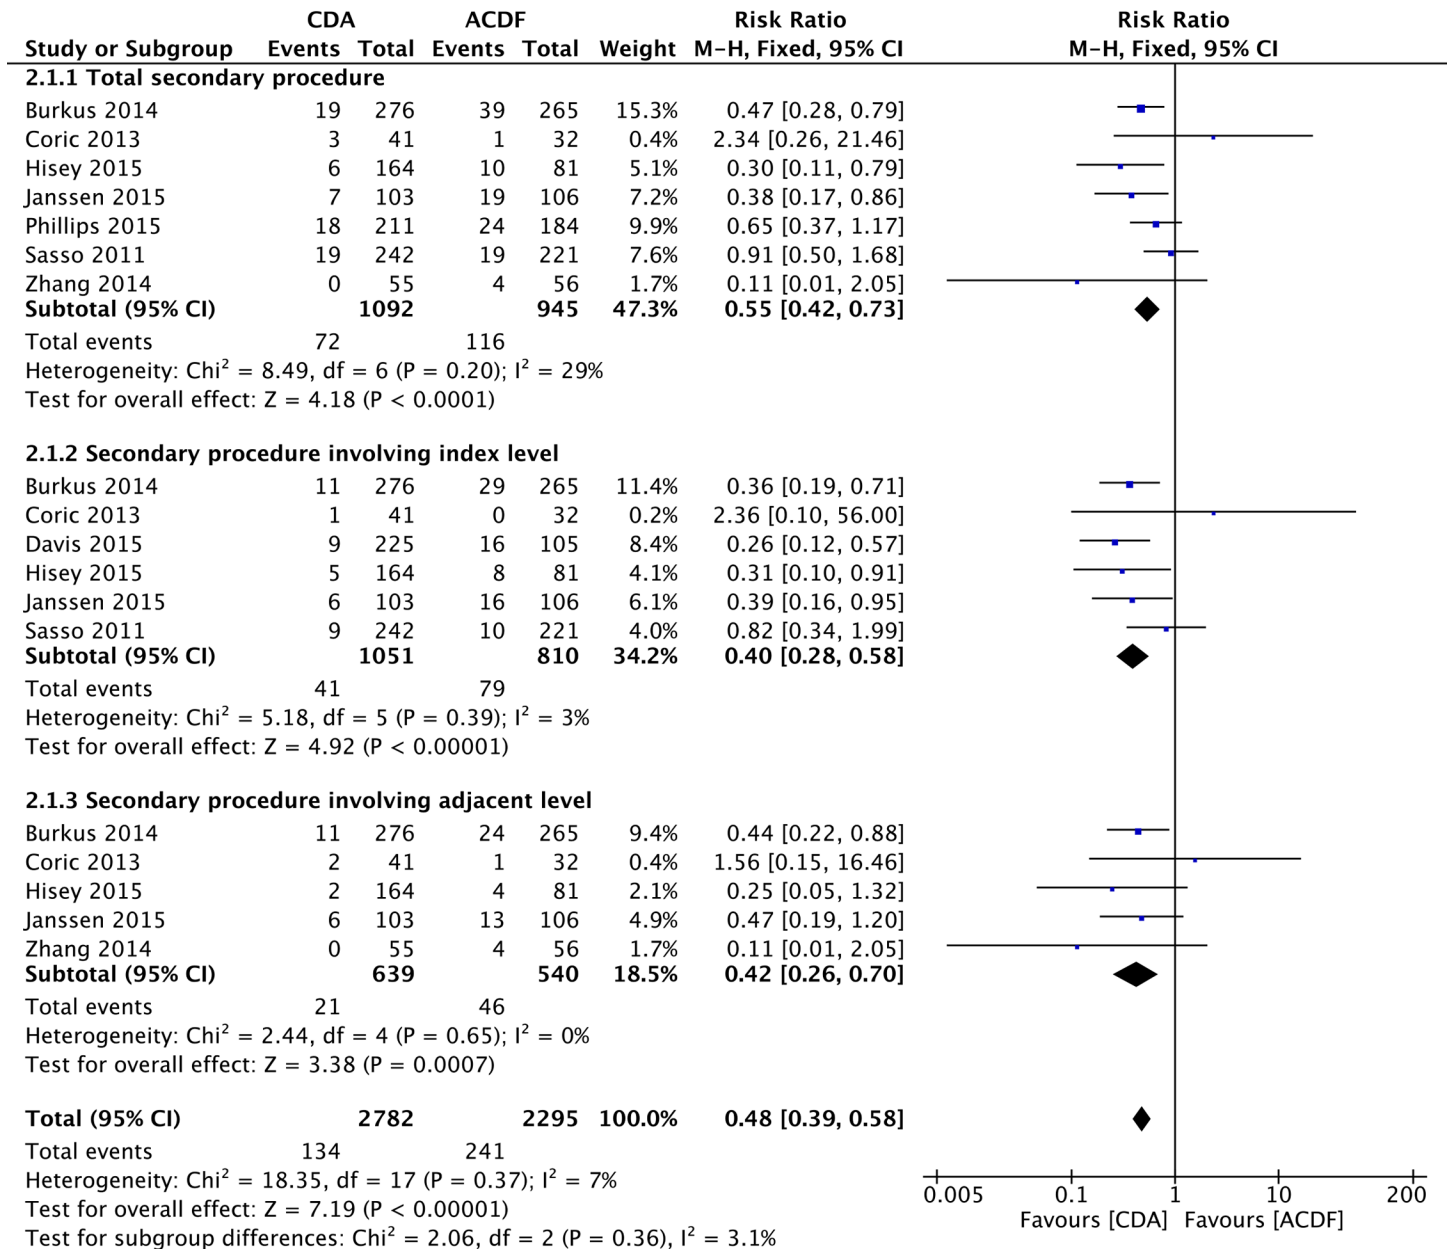 CDA ACDF Risk Ratio Risk Ratio
Study or Subgroup Events Total Events Total Weight M-H, Fixed, 95% CI M-H, Fixed, 95% CI
2.1.1 Total secondary procedure
Burkus 2014 19 276 39 265 15.3% 0.47 [0.28, 0.79]
Coric 2013 3 41 1 32 0.4% 2.34 [0.26, 21.46]
Hisey 2015 6 164 10 81 5.1% 0.30 [0.11, 0.79]
Janssen 2015 7 103 19 106 7.2% 0.38 [0.17, 0.86]
Phillips 2015 18 211 24 184 9.9% 0.65 [0.37, 1.17]
Sasso 2011 19 242 19 221 7.6% 0.91 [0.50, 1.68]
Zhang 2014 0 55 4 56 1.7% 0.11 [0.01, 2.05]
Subtotal (95% CI) 1092 945 47.3% 0.55 [0.42, 0.73]
Total events 72 116
Heterogeneity: Chi² = 8.49, df = 6 (P = 0.20); I² = 29%
Test for overall effect: Z = 4.18 (P < 0.0001)
2.1.2 Secondary procedure involving index level
Burkus 2014 11 276 29 265 11.4% 0.36 [0.19, 0.71]
Coric 2013 1 41 0 32 0.2% 2.36 [0.10, 56.00]
Davis 2015 9 225 16 105 8.4% 0.26 [0.12, 0.57]
Hisey 2015 5 164 8 81 4.1% 0.31 [0.10, 0.91]
Janssen 2015 6 103 16 106 6.1% 0.39 [0.16, 0.95]
Sasso 2011 9 242 10 221 4.0% 0.82 [0.34, 1.99]
Subtotal (95% CI) 1051 810 34.2% 0.40 [0.28, 0.58]
Total events 41 79
Heterogeneity: Chi² = 5.18, df = 5 (P = 0.39); I² = 3%
Test for overall effect: Z = 4.92 (P < 0.00001)
2.1.3 Secondary procedure involving adjacent level
Burkus 2014 11 276 24 265 9.4% 0.44 [0.22, 0.88]
Coric 2013 2 41 1 32 0.4% 1.56 [0.15, 16.46]
Hisey 2015 2 164 4 81 2.1% 0.25 [0.05, 1.32]
Janssen 2015 6 103 13 106 4.9% 0.47 [0.19, 1.20]
Zhang 2014 0 55 4 56 1.7% 0.11 [0.01, 2.05]
Subtotal (95% CI) 639 540 18.5% 0.42 [0.26, 0.70]
Total events 21 46
Heterogeneity: Chi² = 2.44, df = 4 (P = 0.65); I² = 0%
Test for overall effect: Z = 3.38 (P = 0.0007)
Total (95% CI) 2782 2295 100.0% 0.48 [0.39, 0.58]
Total events 134 241
Heterogeneity: Chi² = 18.35, df = 17 (P = 0.37); I² = 7%
Test for overall effect: Z = 7.19 (P < 0.00001)
Test for subgroup differences: Chi² = 2.06, df = 2 (P = 0.36), I² = 3.1%
0.005 0.1 1 10 200
Favours [CDA] Favours [ACDF]